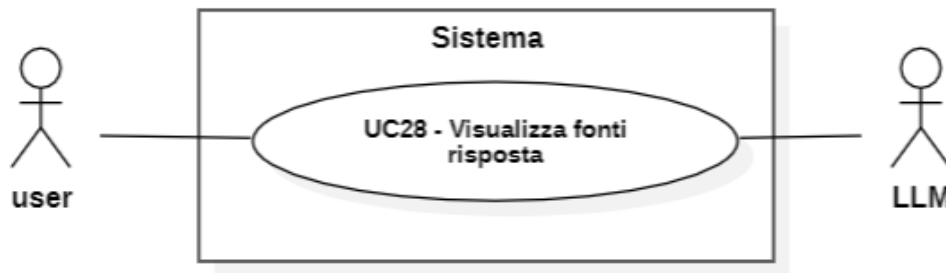 Sistema
UC28 - Visualizza fonti
risposta
user
LLM